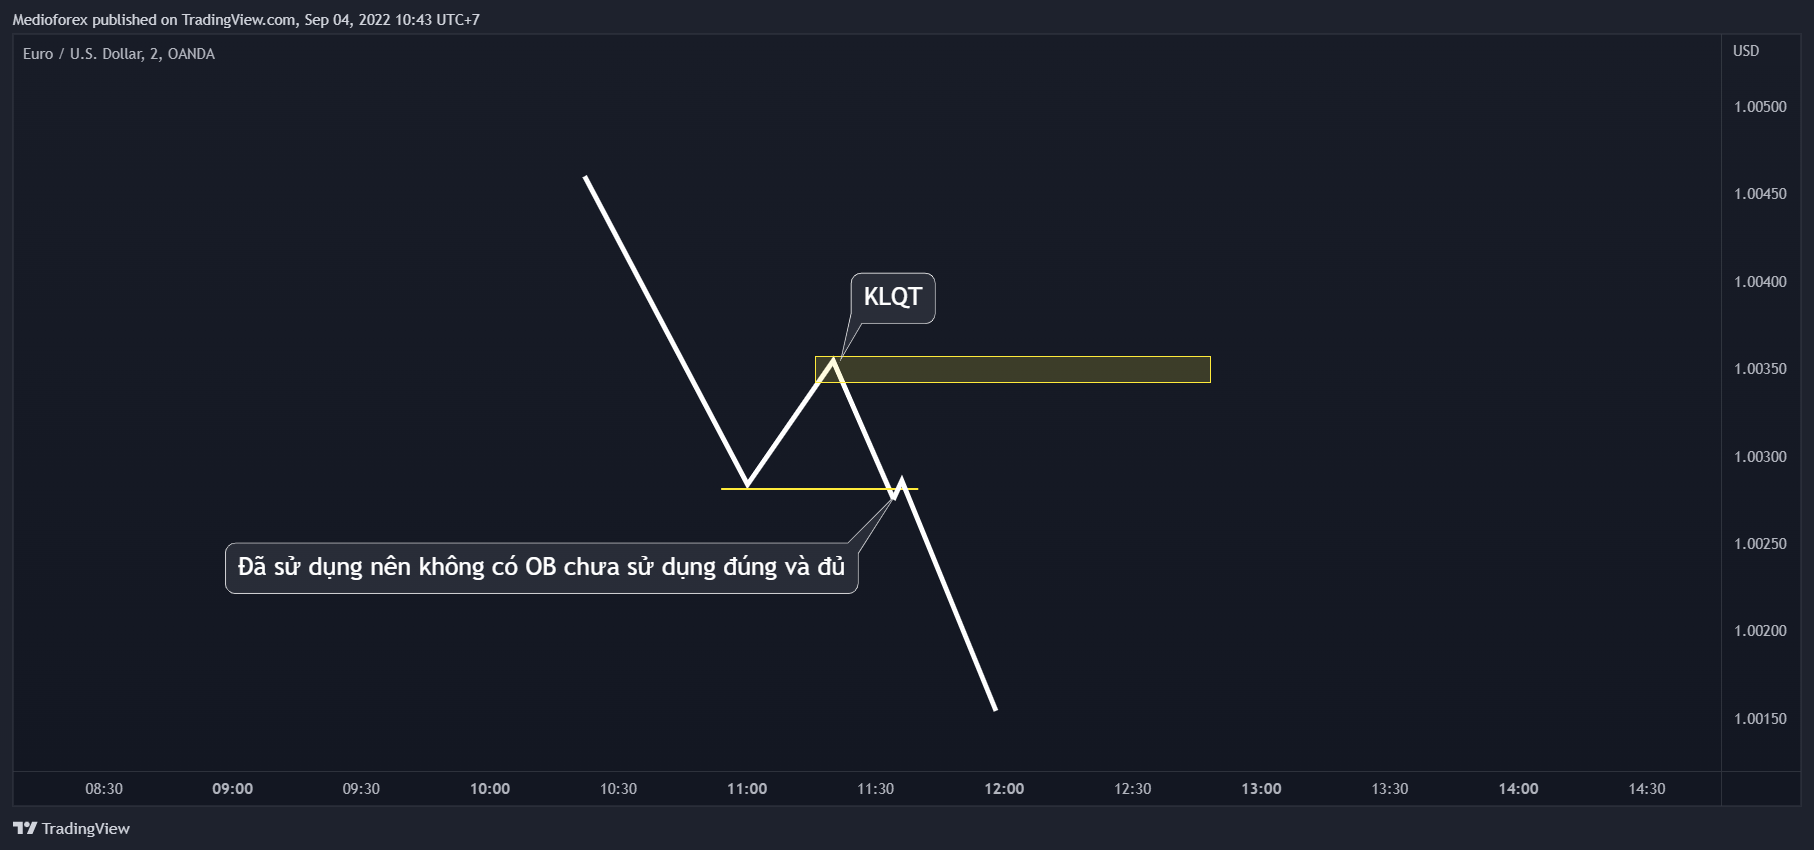 Medioforex published on TradingView.com, Sep 04, 2022 10:43 UTC+7
Euro / U.S. Dollar, 2, OANDA
USD
1.00500
1.00450
1.00400
1.00350
1.00300
1.00250
1.00200
1.00150
KLQT
Đã sử dụng nên không có OB chưa sử dụng đúng và đủ
08:30 09:00 09:30 10:00 10:30 11:00 11:30 12:00 12:30 13:00 13:30 14:00 14:30
TradingView